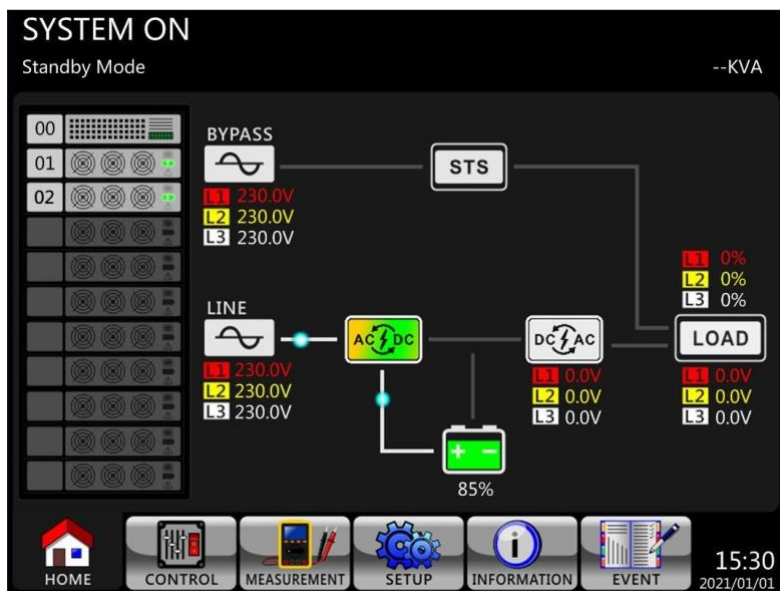 SYSTEM ON
Standby Mode
--KVA
00
01
02
BYPASS
L1 230.0V
L2 230.0V
L3 230.0V
STS
L1 0%
L2 0%
L3 0%
LINE
L1 230.0V
L2 230.0V
L3 230.0V
AC DC
DC AC
L1 0.0V
L2 0.0V
L3 0.0V
LOAD
L1 0.0V
L2 0.0V
L3 0.0V
+ -
85%
HOME
CONTROL
MEASUREMENT
SETUP
INFORMATION
EVENT
15:30
2021/01/01